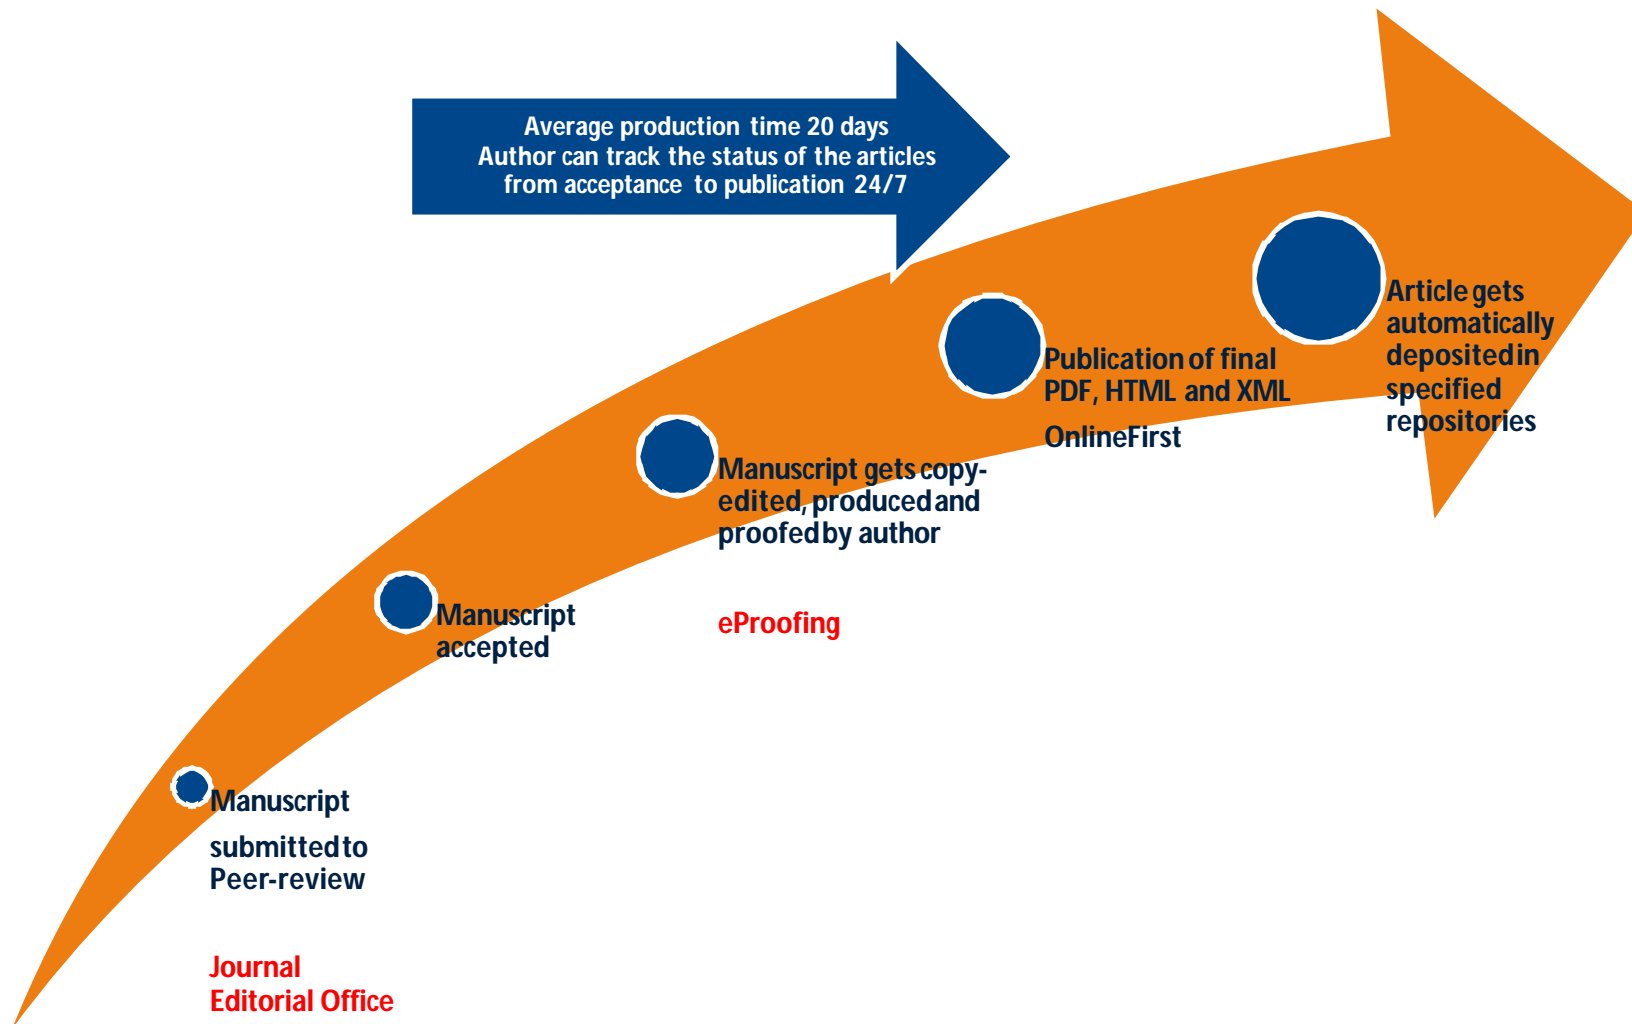 Average production time 20 days
Author can track the status of the articles
from acceptance to publication 24/7
Manuscript
submitted to
Peer-review
Journal
Editorial Office
Manuscript
accepted
Manuscript gets copy-
edited, produced and
proofed by author
eProofing
Publication of final
PDF, HTML and XML
OnlineFirst
Article gets
automatically
deposited in
specified
repositories